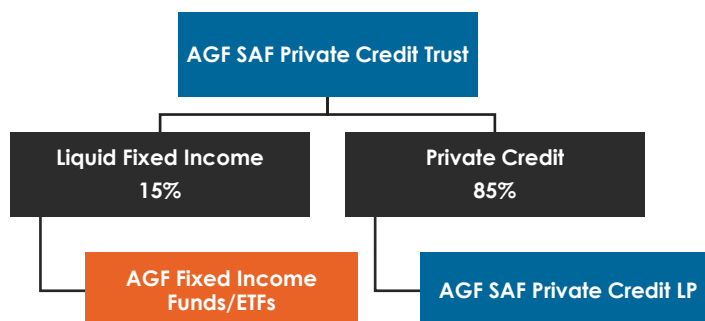 AGF SAF Private Credit Trust
Liquid Fixed Income
15%
Private Credit
85%
AGF Fixed Income
Funds/ETFs
AGF SAF Private Credit LP